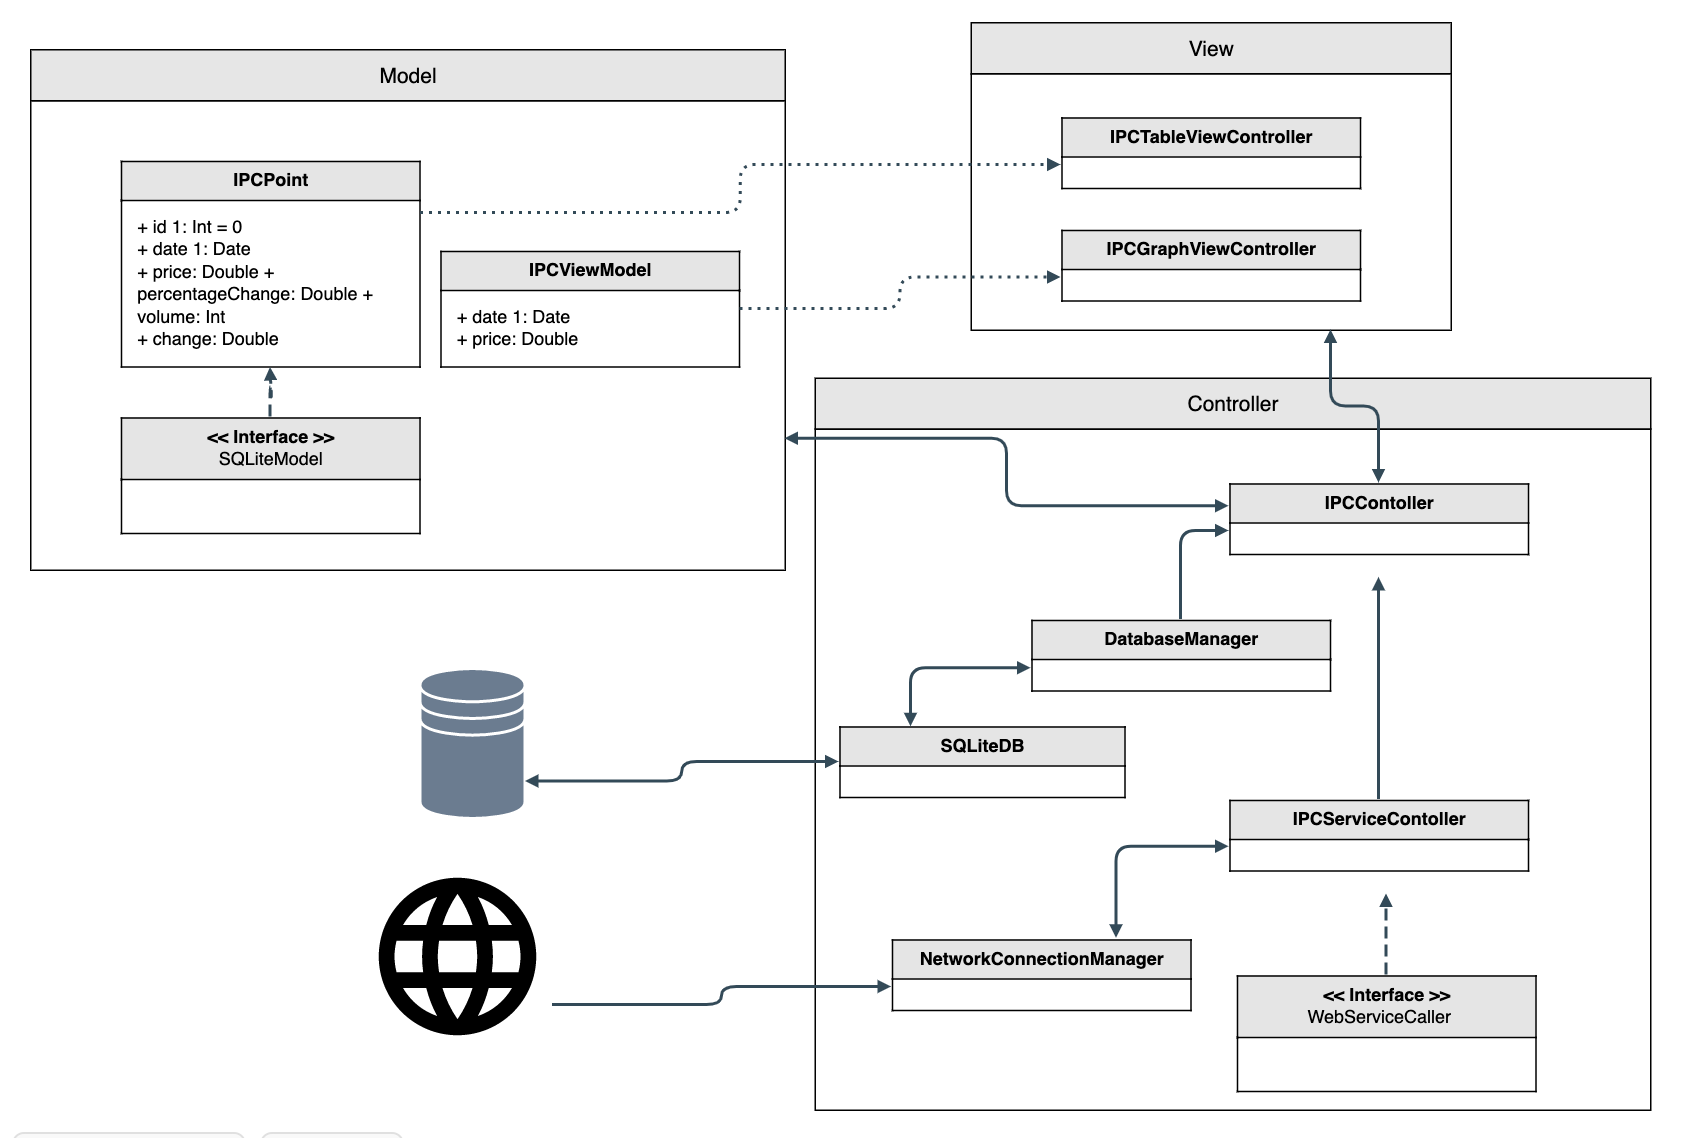 Model
IPCPoint
+ id 1: Int = 0
+ date 1: Date
+ price: Double +
percentageChange: Double +
volume: Int
+ change: Double
IPCViewModel
+ date 1: Date
+ price: Double
<< Interface >>
SQLiteModel
View
IPCTableViewController
IPCGraphViewController
Controller
IPCContoller
DatabaseManager
SQLiteDB
IPCServiceContoller
NetworkConnectionManager
<< Interface >>
WebServiceCaller